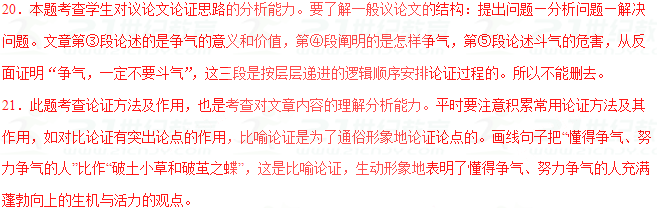 20．本题考查学生对议论文论证思路的分析能力。要了解一般议论文的结构：提出问题—分析问题—解决
问题。文章第③段论述的是争气的意义和价值，第④段阐明的是怎样争气，第⑤段论述斗气的危害，从反
面证明“争气，一定不要斗气”，这三段是按层层递进的逻辑顺序安排论证过程的。所以不能删去。
21．此题考查论证方法及作用，也是考查对文章内容的理解分析能力。平时要注意积累常用论证方法及其
作用，如对比论证有突出论点的作用，比喻论证是为了通俗形象地论证论点的。画线句子把“懂得争气、努
力争气的人”比作“破土小草和破茧之蝶”，这是比喻论证，生动形象地表明了懂得争气、努力争气的人充满
蓬勃向上的生机与活力的观点。